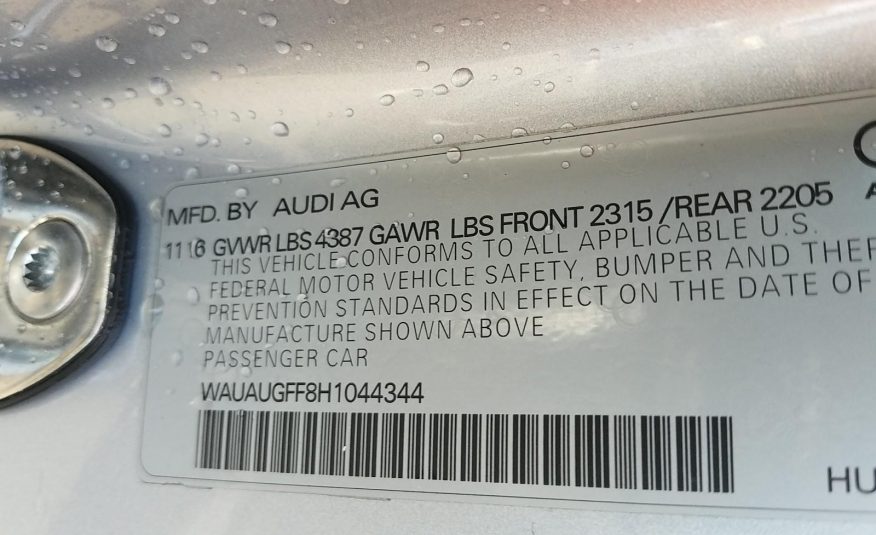 MFD. BY AUDI AG
11 16 GVWR LBS 4387 GAWR LBS FRONT 2315 /REAR 2205
THIS VEHICLE CONFORMS TO ALL APPLICABLE U.S.
FEDERAL MOTOR VEHICLE SAFETY, BUMPER AND THEF
PREVENTION STANDARDS IN EFFECT ON THE DATE OF
MANUFACTURE SHOWN ABOVE
PASSENGER CAR
WAUAUGFF8H1044344
HU